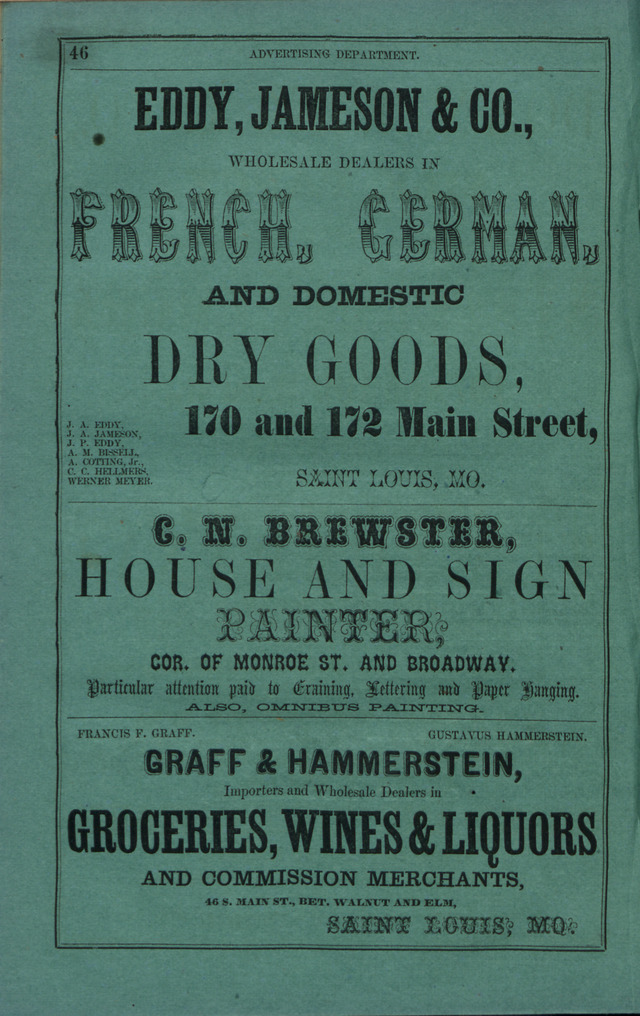 46
ADVERTISING DEPARTMENT.
EDDY, JAMESON & CO.,
WHOLESALE DEALERS IN
FRENCH, GERMAN,
AND DOMESTIC
DRY GOODS,
170 and 172 Main Street,
J. A. EDDY,
J. A. JAMESON,
J. P. EDDY,
A. M. BISSELL,
A. COTTING, Jr.,
C. C. HELLMERS,
WERNER MEYER.
SAINT LOUIS, MO.
C. N. BREWSTER,
HOUSE AND SIGN
PAINTER,
COR. OF MONROE ST. AND BROADWAY.
Particular attention paid to Graining, Lettering and Paper Hanging.
ALSO, OMNIBUS PAINTING.
FRANCIS F. GRAFF. GUSTAVUS HAMMERSTEIN.
GRAFF & HAMMERSTEIN,
Importers and Wholesale Dealers in
GROCERIES, WINES & LIQUORS
AND COMMISSION MERCHANTS,
46 S. MAIN ST., BET. WALNUT AND ELM,
SAINT LOUIS, MO.